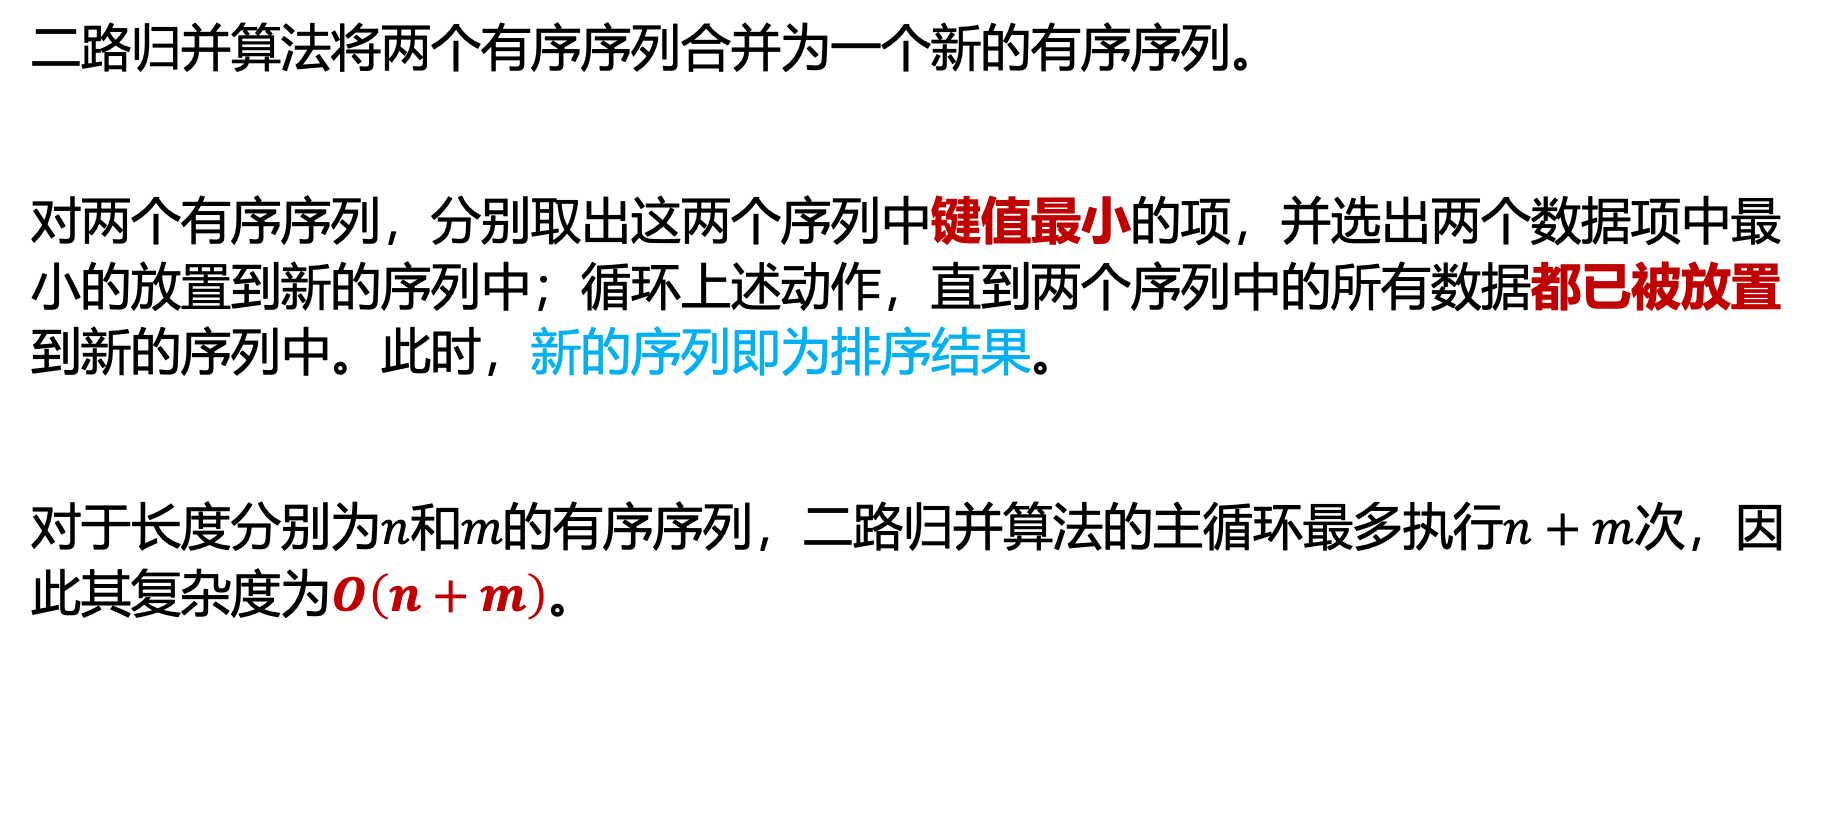 二路归并算法将两个有序序列合并为一个新的有序序列。
对两个有序序列，分别取出这两个序列中键值最小的项，并选出两个数据项中最
小的放置到新的序列中；循环上述动作，直到两个序列中的所有数据都已被放置
到新的序列中。此时，新的序列即为排序结果。
对于长度分别为n和m的有序序列，二路归并算法的主循环最多执行n + m次，因
此其复杂度为O(n + m)。